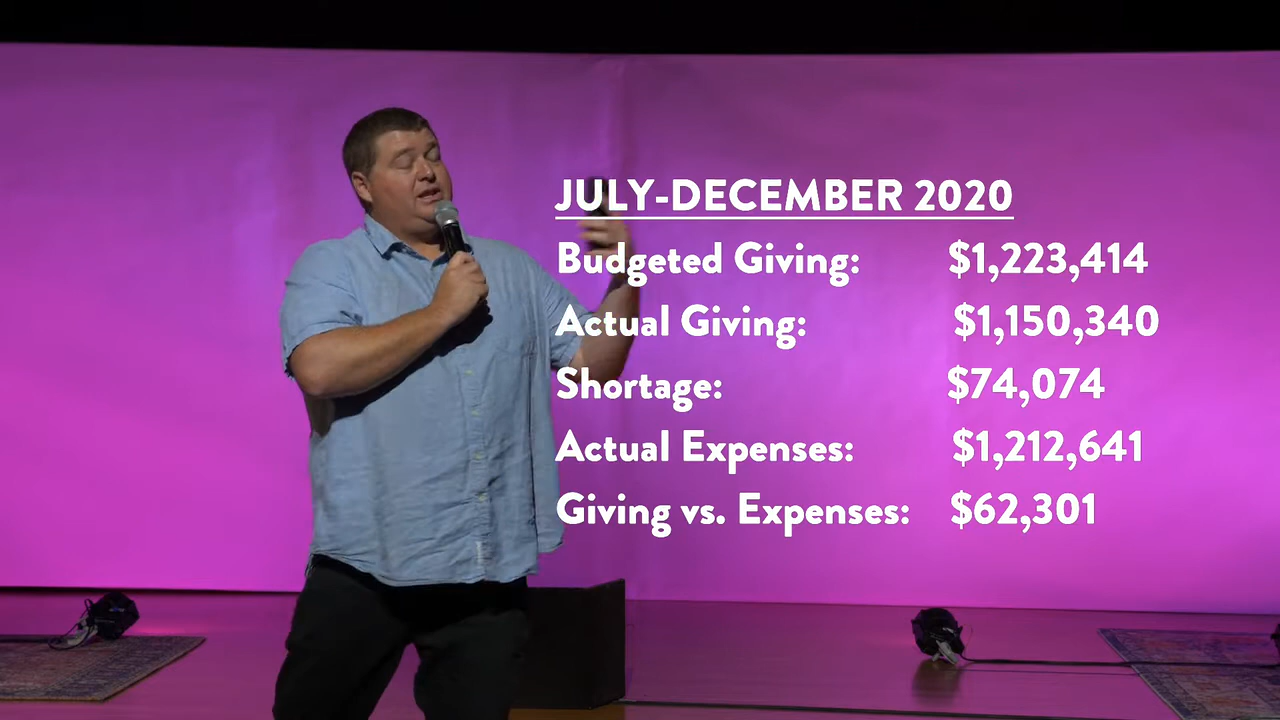 JULY-DECEMBER 2020
Budgeted Giving: $1,223,414
Actual Giving: $1,150,340
Shortage: $74,074
Actual Expenses: $1,212,641
Giving vs. Expenses: $62,301